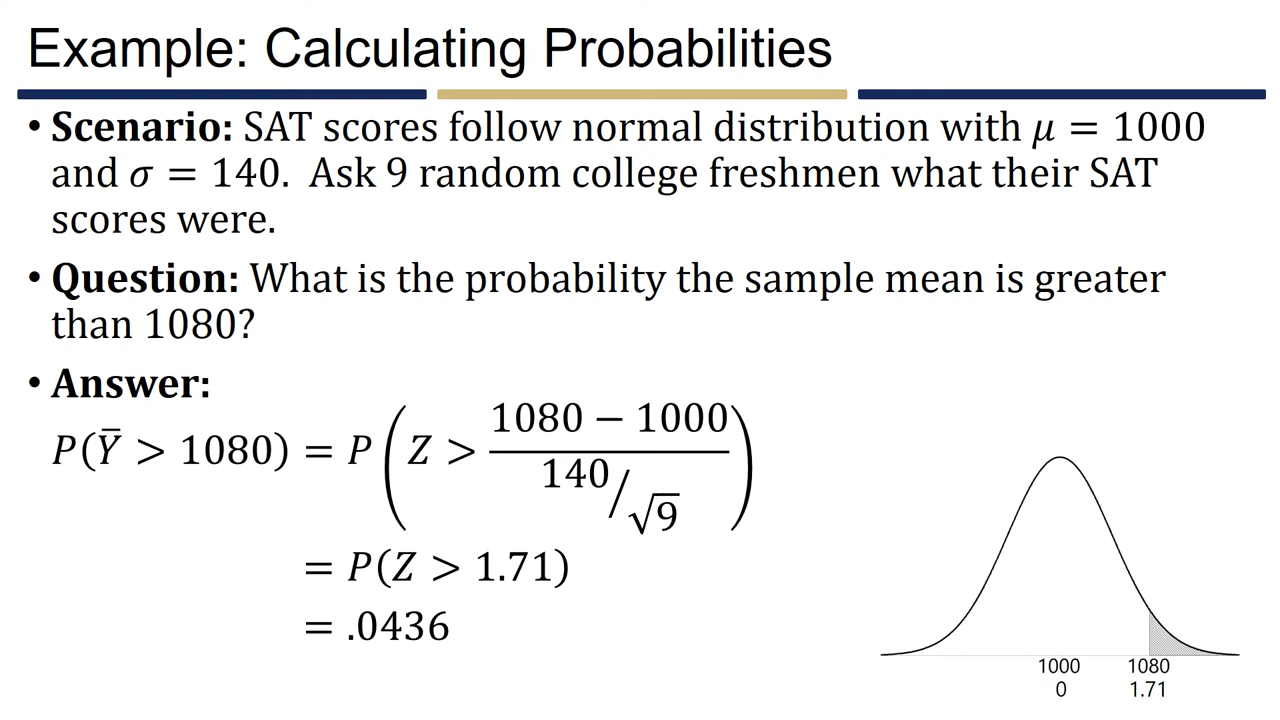 Example: Calculating Probabilities
• Scenario: SAT scores follow normal distribution with μ = 1000
and σ = 140. Ask 9 random college freshmen what their SAT
scores were.
• Question: What is the probability the sample mean is greater
than 1080?
• Answer:
P(Ȳ > 1080) = P(Z > (1080 − 1000)/(140/√9))
= P(Z > 1.71)
= .0436
1000 1080
0 1.71